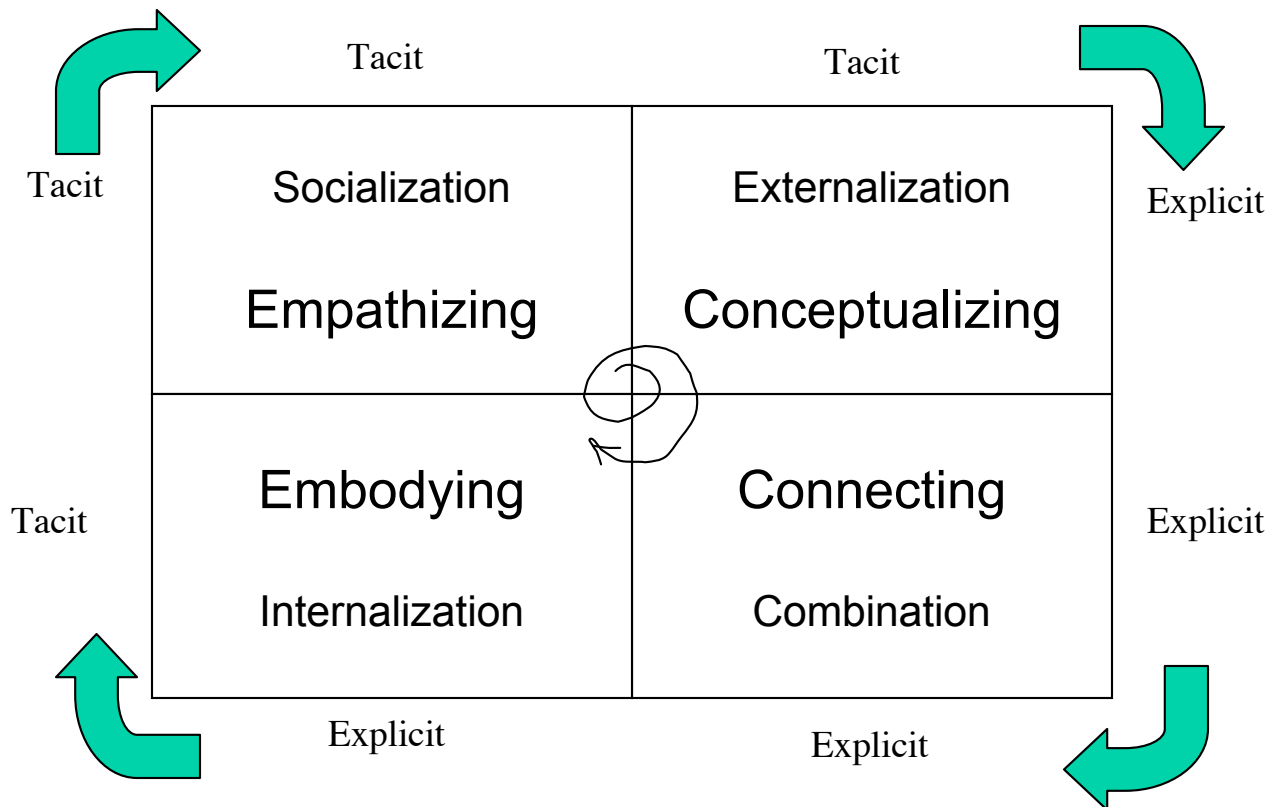 Tacit
Tacit
Tacit
Explicit
Socialization
Externalization
Empathizing
Conceptualizing
Embodying
Connecting
Tacit
Explicit
Internalization
Combination
Explicit
Explicit